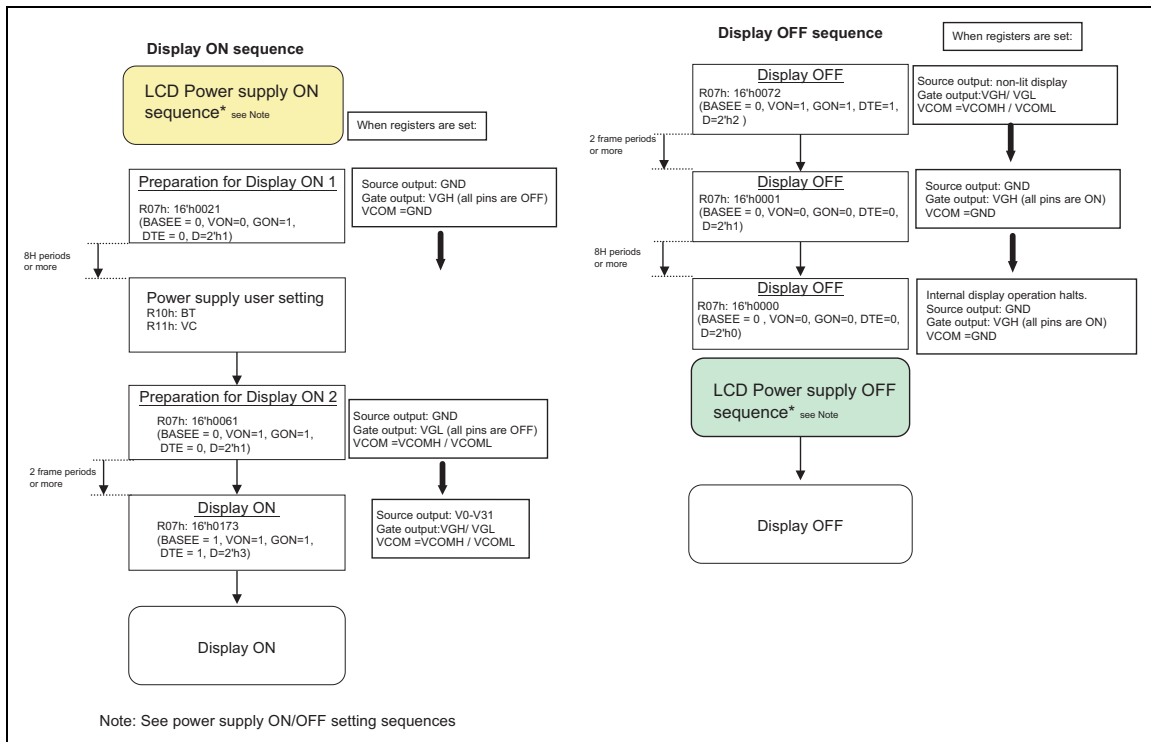 Display ON sequence
LCD Power supply ON
sequence* see Note
When registers are set:
Preparation for Display ON 1
R07h: 16'h0021
(BASEE = 0, VON=0, GON=1,
DTE = 0, D=2'h1)
Source output: GND
Gate output: VGH (all pins are OFF)
VCOM =GND
8H periods
or more
Power supply user setting
R10h: BT
R11h: VC
Preparation for Display ON 2
R07h: 16'h0061
(BASEE = 0, VON=1, GON=1,
DTE = 0, D=2'h1)
Source output: GND
Gate output: VGL (all pins are OFF)
VCOM =VCOMH / VCOML
2 frame periods
or more
Display ON
R07h: 16'h0173
(BASEE = 1, VON=1, GON=1,
DTE = 1, D=2'h3)
Source output: V0-V31
Gate output:VGH/ VGL
VCOM =VCOMH / VCOML
Display ON
Note: See power supply ON/OFF setting sequences
Display OFF sequence
When registers are set:
Display OFF
R07h: 16'h0072
(BASEE = 0, VON=1, GON=1, DTE=1,
D=2'h2 )
Source output: non-lit display
Gate output:VGH/ VGL
VCOM =VCOMH / VCOML
2 frame periods
or more
Display OFF
R07h: 16'h0001
(BASEE = 0, VON=0, GON=0, DTE=0,
D=2'h1)
Source output: GND
Gate output: VGH (all pins are ON)
VCOM =GND
8H periods
or more
Display OFF
R07h: 16'h0000
(BASEE = 0 , VON=0, GON=0, DTE=0,
D=2'h0)
Internal display operation halts.
Source output: GND
Gate output: VGH (all pins are ON)
VCOM =GND
LCD Power supply OFF
sequence* see Note
Display OFF